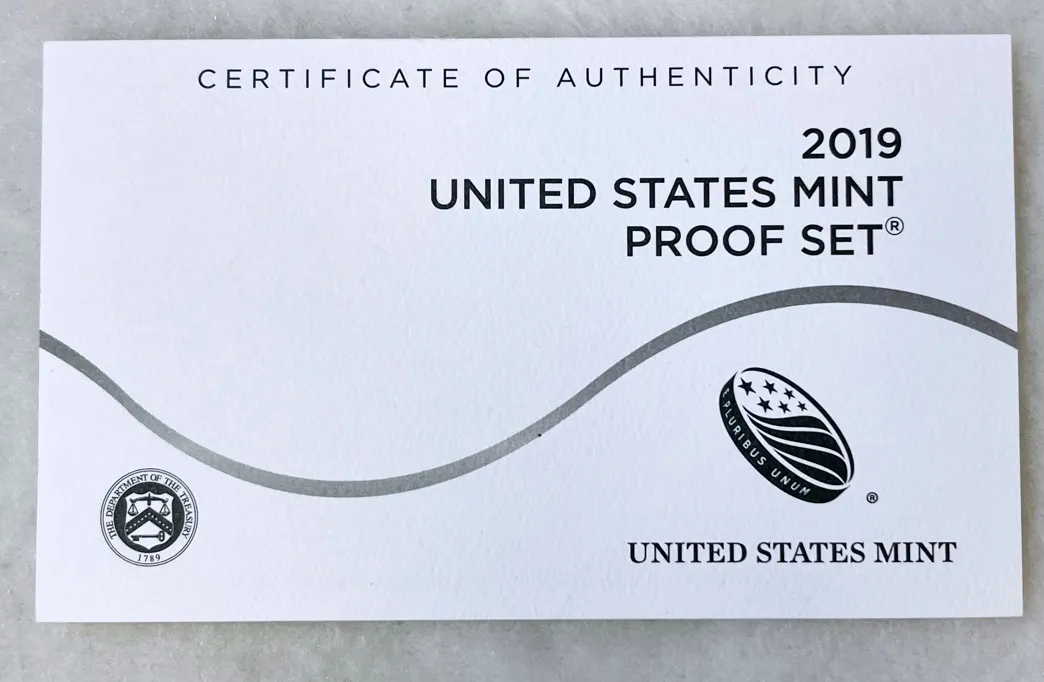 CERTIFICATE OF AUTHENTICITY
2019
UNITED STATES MINT
PROOF SET®
E PLURIBUS UNUM
®
THE DEPARTMENT OF THE TREASURY
1789
UNITED STATES MINT